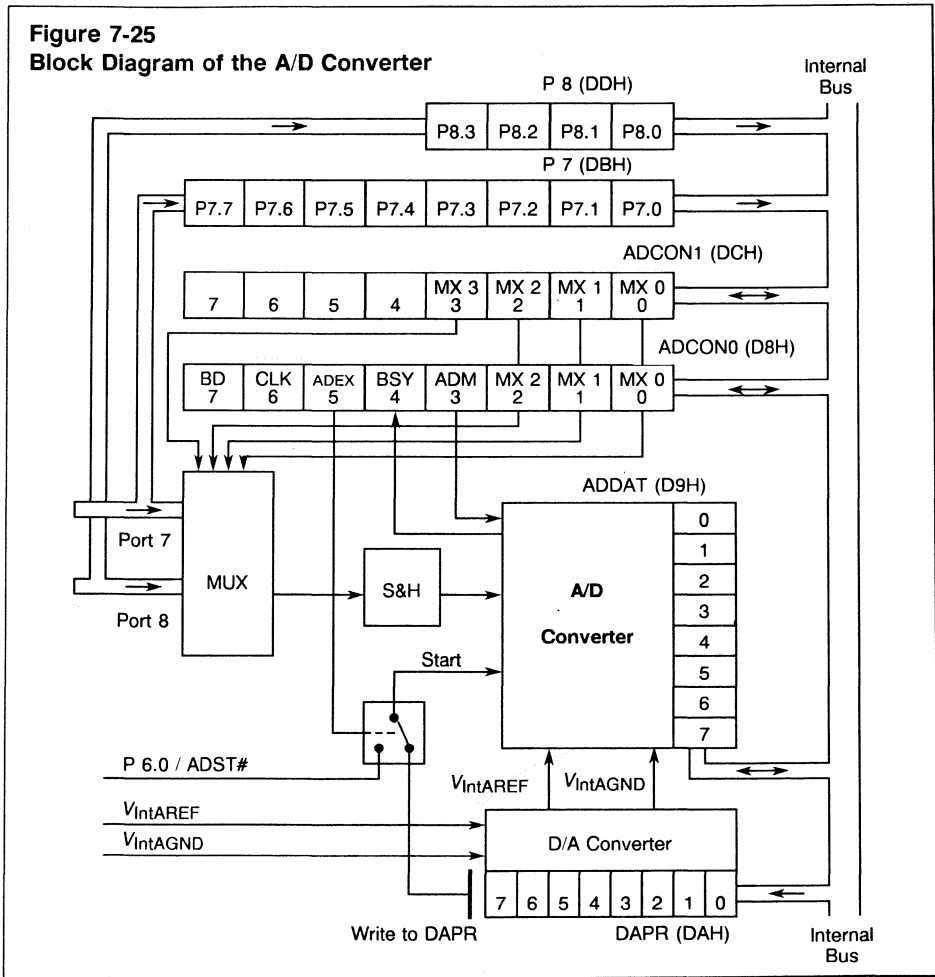 Figure 7-25
Block Diagram of the A/D Converter
Internal
Bus
P 8 (DDH)
P8.3 P8.2 P8.1 P8.0
P 7 (DBH)
P7.7 P7.6 P7.5 P7.4 P7.3 P7.2 P7.1 P7.0
ADCON1 (DCH)
MX 3 MX 2 MX 1 MX 0
7 6 5 4 3 2 1 0
ADCON0 (D8H)
BD CLK ADEX BSY ADM MX 2 MX 1 MX 0
7 6 5 4 3 2 1 0
ADDAT (D9H)
Port 7
Port 8
MUX
S&H
A/D
Converter
0
1
2
3
4
5
6
7
Start
P 6.0 / ADST#
VIntAREF
VIntAGND
VIntAREF
VIntAGND
D/A Converter
7 6 5 4 3 2 1 0
Write to DAPR
DAPR (DAH)
Internal
Bus